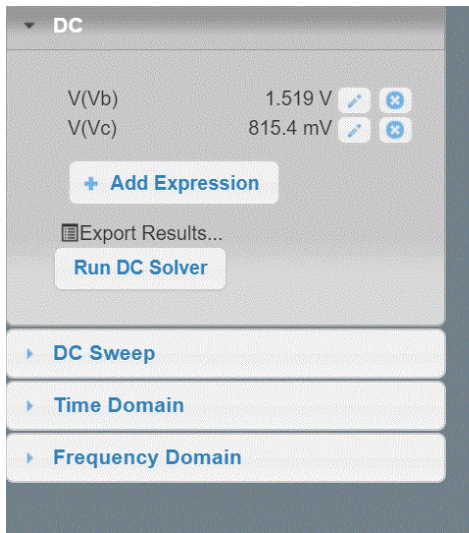 DC
V(Vb) 1.519 V
V(Vc) 815.4 mV
+ Add Expression
Export Results...
Run DC Solver
DC Sweep
Time Domain
Frequency Domain